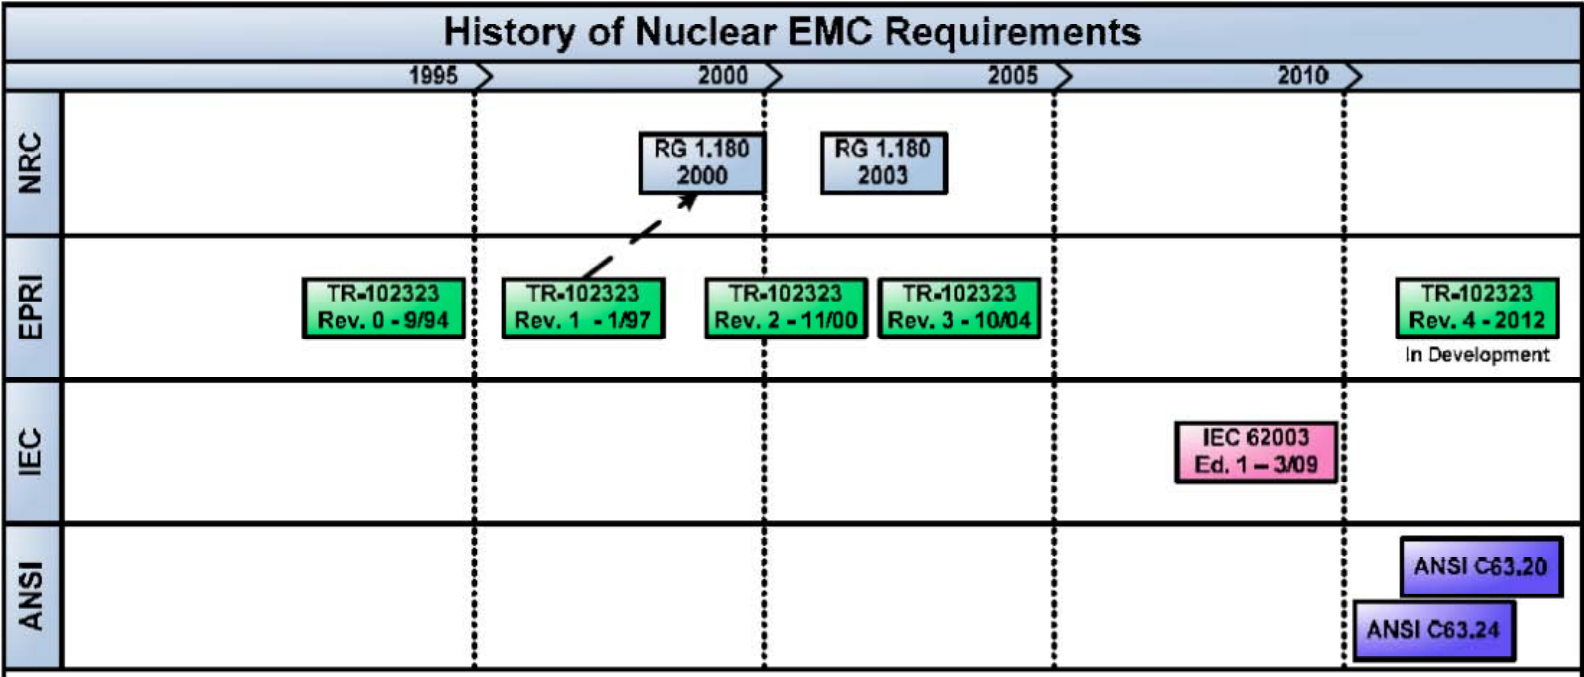 History of Nuclear EMC Requirements
1995
2000
2005
2010
NRC
RG 1.180
2000
RG 1.180
2003
EPRI
TR-102323
Rev. 0 - 9/94
TR-102323
Rev. 1 - 1/97
TR-102323
Rev. 2 - 11/00
TR-102323
Rev. 3 - 10/04
TR-102323
Rev. 4 - 2012
In Development
IEC
IEC 62003
Ed. 1 – 3/09
ANSI
ANSI C63.20
ANSI C63.24